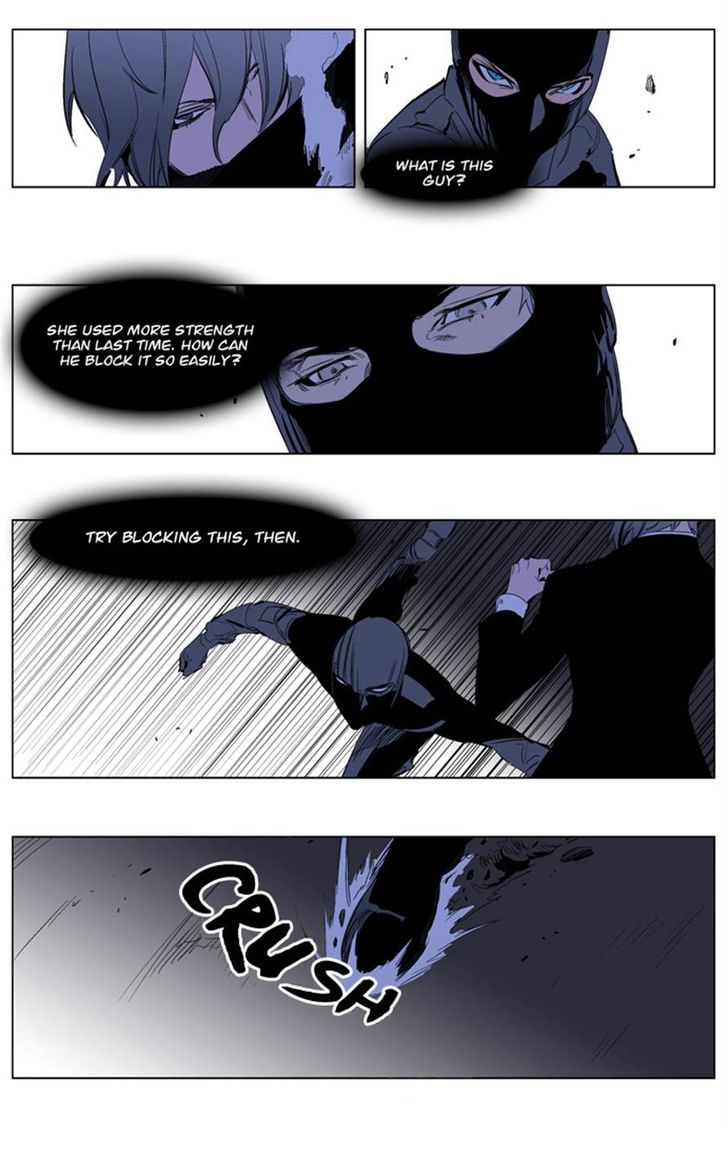 WHAT IS THIS
GUY?
SHE USED MORE STRENGTH
THAN LAST TIME. HOW CAN
HE BLOCK IT SO EASILY?
TRY BLOCKING THIS, THEN.
CRUSH